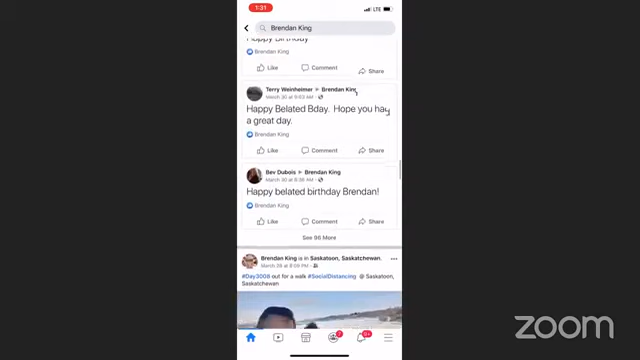 1:31
LTE
Brendan King
Happy Birthday
Brendan King
Like Comment Share
Terry Weinheimer Brendan King
March 30 at 9:53 AM
Happy Belated Bday. Hope you hav
a great day.
Brendan King
Like Comment Share
Bev Dubois Brendan King
March 30 at 8:38 AM
Happy belated birthday Brendan!
Brendan King
Like Comment Share
See 96 More
Brendan King is in Saskatoon, Saskatchewan.
March 28 at 9:09 PM
#Day3008 out for a walk #SocialDistancing @ Saskatoon,
Saskatchewan
zoom